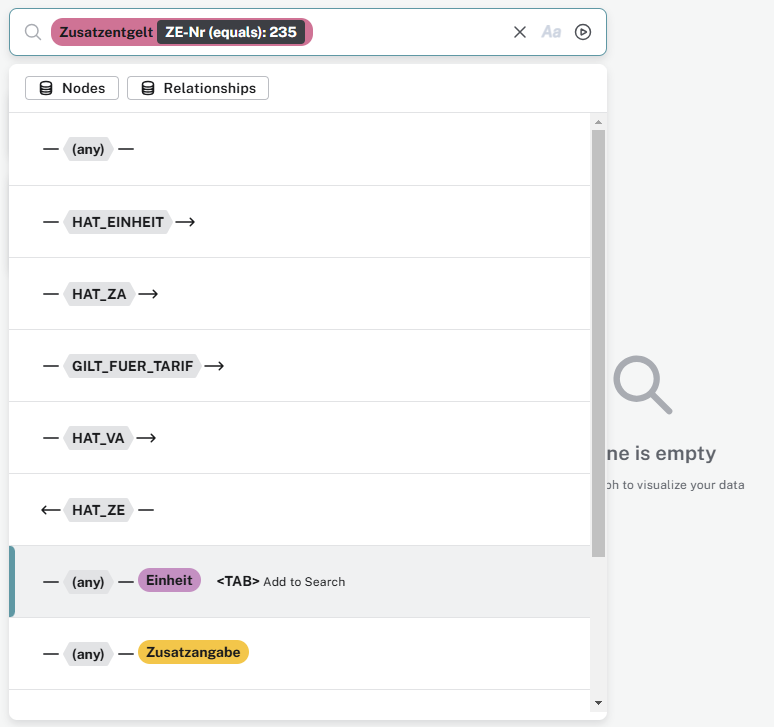 Zusatzentgelt ZE-Nr (equals): 235 Aa
Nodes Relationships
(any)
HAT_EINHEIT
HAT_ZA
GILT_FUER_TARIF
HAT_VA
HAT_ZE
(any) Einheit <TAB> Add to Search
(any) Zusatzangabe
ne is empty
ph to visualize your data